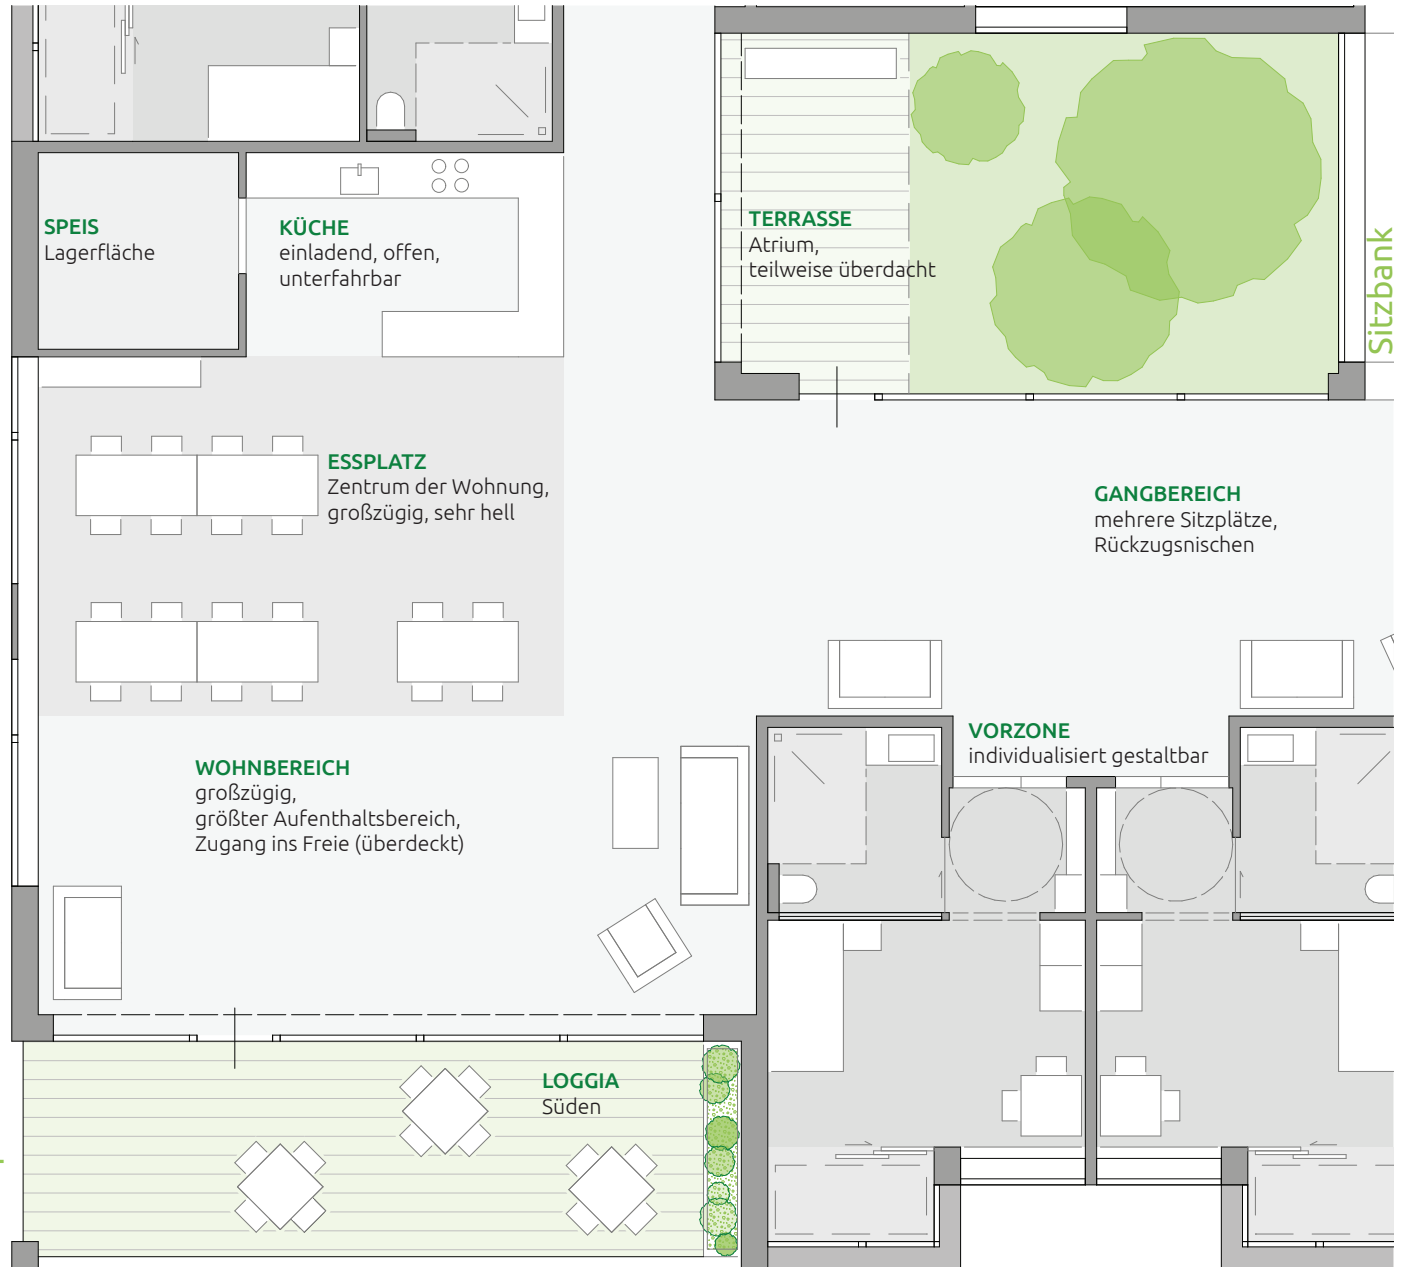 SPEIS
Lagerfläche
KÜCHE
einladend, offen,
unterfahrbar
TERRASSE
Atrium,
teilweise überdacht
Sitzbank
ESSPLATZ
Zentrum der Wohnung,
großzügig, sehr hell
GANGBEREICH
mehrere Sitzplätze,
Rückzugsnischen
VORZONE
individualisiert gestaltbar
WOHNBEREICH
großzügig,
größter Aufenthaltsbereich,
Zugang ins Freie (überdeckt)
LOGGIA
Süden